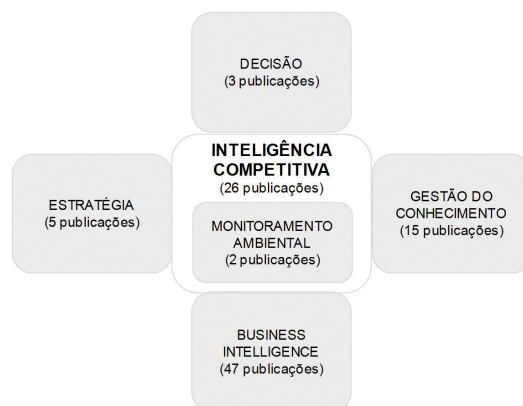 DECISÃO
(3 publicações)
INTELIGÊNCIA
COMPETITIVA
(26 publicações)
ESTRATÉGIA
(5 publicações)
MONITORAMENTO
AMBIENTAL
(2 publicações)
GESTÃO DO
CONHECIMENTO
(15 publicações)
BUSINESS
INTELLIGENCE
(47 publicações)